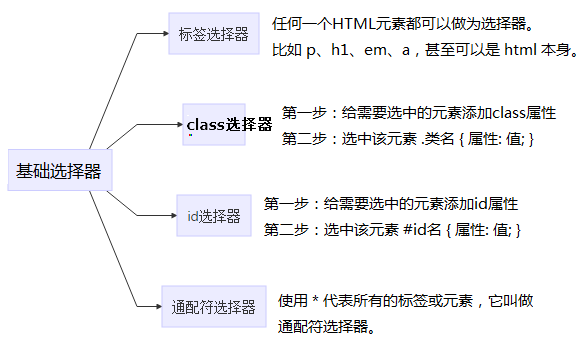 标签选择器
任何一个HTML元素都可以做为选择器。
比如 p、h1、em、a，甚至可以是 html 本身。
class选择器
第一步：给需要选中的元素添加class属性
第二步：选中该元素 .类名 { 属性: 值; }
基础选择器
id选择器
第一步：给需要选中的元素添加id属性
第二步：选中该元素 #id名 { 属性: 值; }
通配符选择器
使用 * 代表所有的标签或元素，它叫做
通配符选择器。